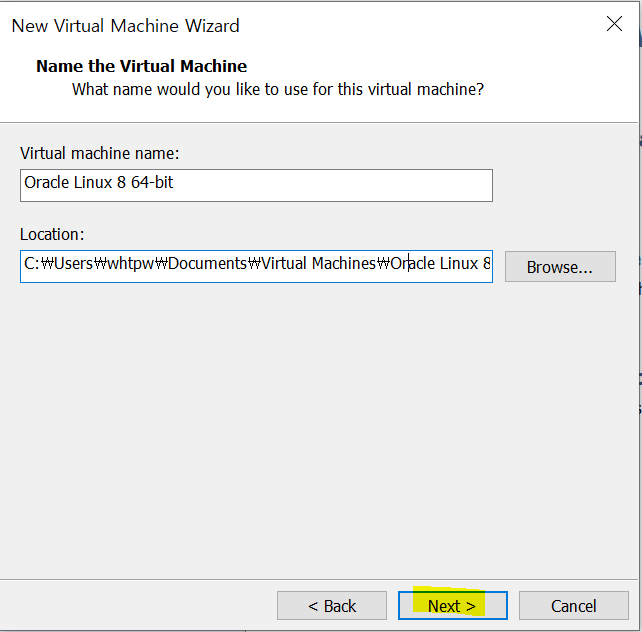 New Virtual Machine Wizard
Name the Virtual Machine
What name would you like to use for this virtual machine?
Virtual machine name:
Oracle Linux 8 64-bit
Location:
C:₩Users₩whtpw₩Documents₩Virtual Machines₩Oracle Linux 8
Browse...
< Back
Next >
Cancel